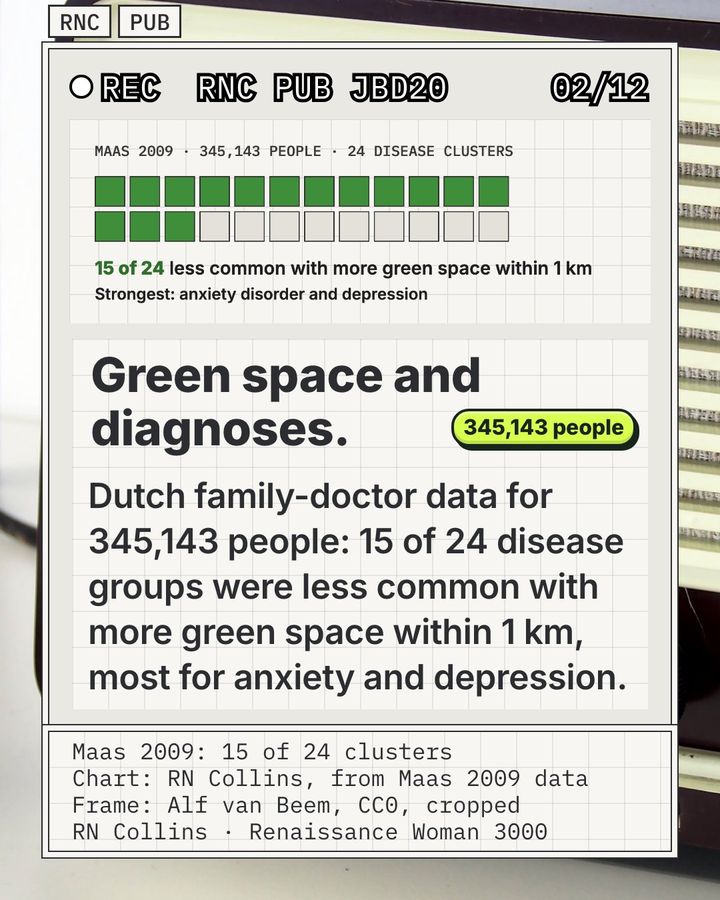 RNC PUB
REC RNC PUB JBD20 02/12
MAAS 2009 · 345,143 PEOPLE · 24 DISEASE CLUSTERS
15 of 24 less common with more green space within 1 km
Strongest: anxiety disorder and depression
Green space and
diagnoses.
345,143 people
Dutch family-doctor data for
345,143 people: 15 of 24 disease
groups were less common with
more green space within 1 km,
most for anxiety and depression.
Maas 2009: 15 of 24 clusters
Chart: RN Collins, from Maas 2009 data
Frame: Alf van Beem, CC0, cropped
RN Collins · Renaissance Woman 3000